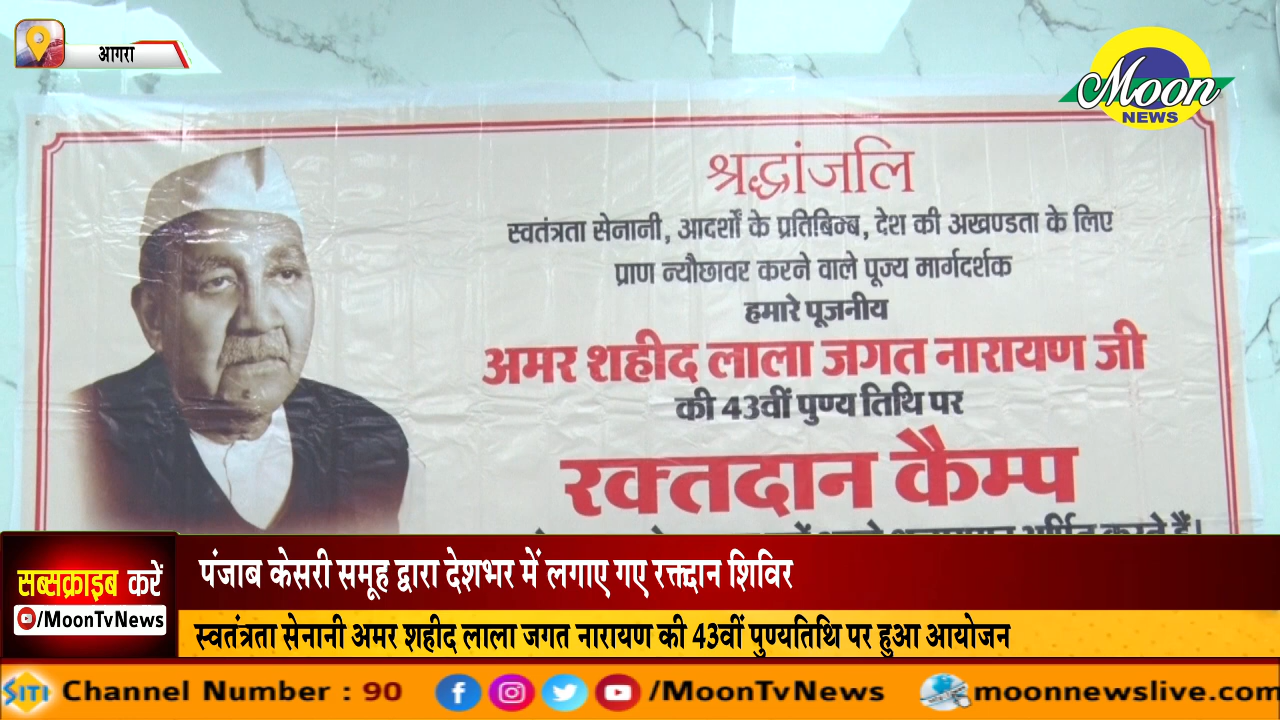 आगरा
Moon
NEWS
श्रद्धांजलि
स्वतंत्रता सेनानी, आदर्शों के प्रतिबिम्ब, देश की अखण्डता के लिए
प्राण न्यौछावर करने वाले पूज्य मार्गदर्शक
हमारे पूजनीय
अमर शहीद लाला जगत नारायण जी
की 43वीं पुण्य तिथि पर
रक्तदान कैम्प
सब्सक्राइब करें
/MoonTvNews
पंजाब केसरी समूह द्वारा देशभर में लगाए गए रक्तदान शिविर
स्वतंत्रता सेनानी अमर शहीद लाला जगत नारायण की 43वीं पुण्यतिथि पर हुआ आयोजन
SITI Channel Number : 90 /MoonTvNews moonnewslive.com